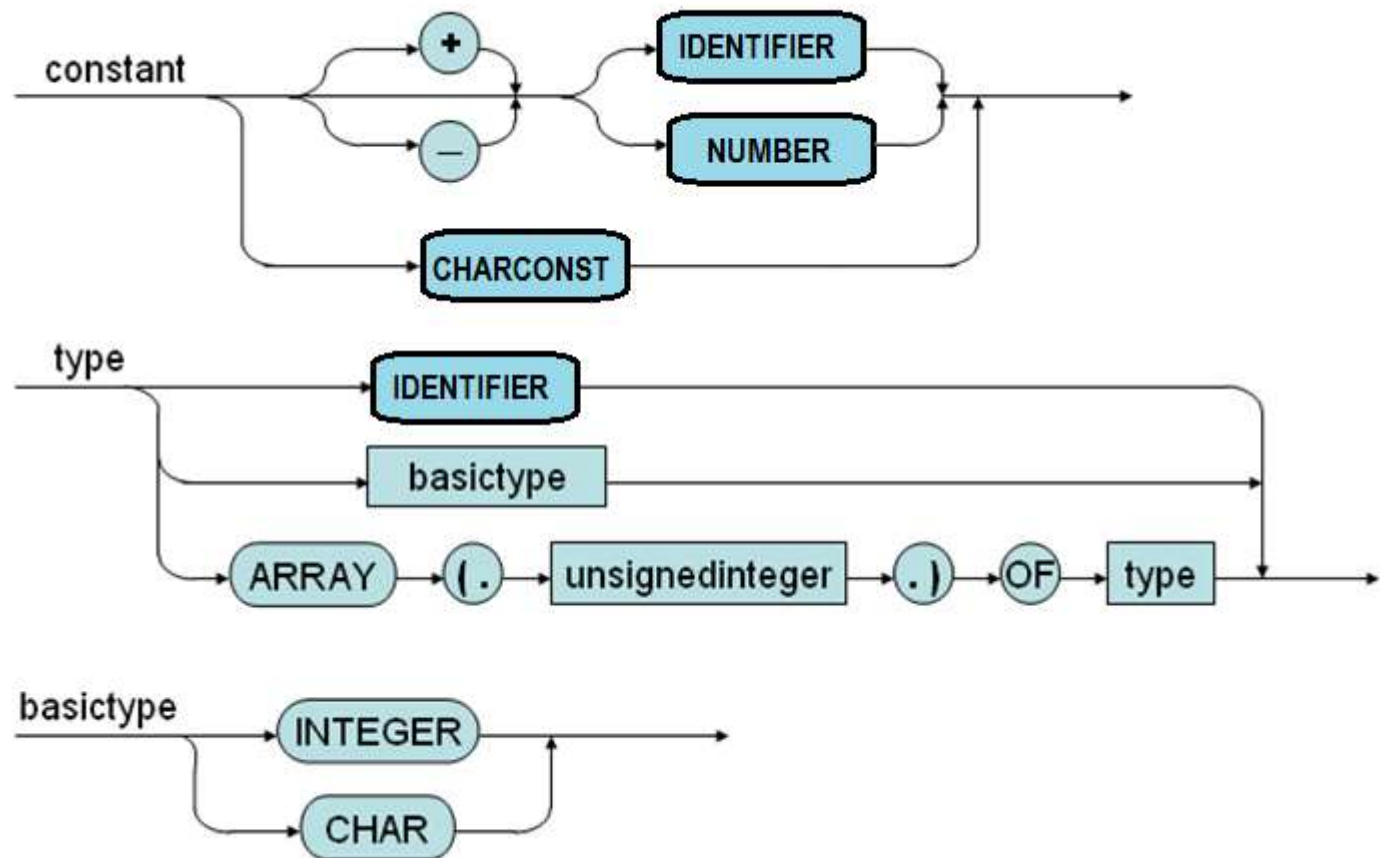 constant
+
IDENTIFIER
–
NUMBER
CHARCONST
type
IDENTIFIER
basictype
ARRAY (. unsignedinteger .) OF type
basictype
INTEGER
CHAR